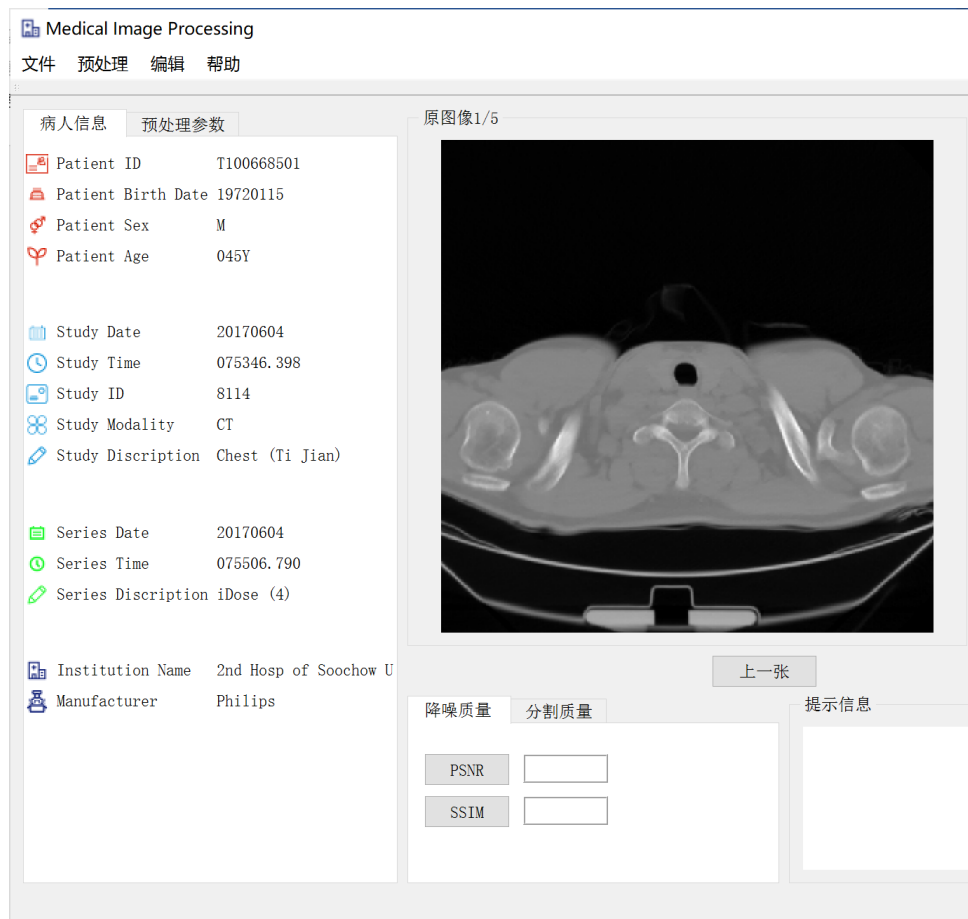 Medical Image Processing
文件 预处理 编辑 帮助
病人信息 预处理参数
Patient ID T100668501
Patient Birth Date 19720115
Patient Sex M
Patient Age 045Y
Study Date 20170604
Study Time 075346.398
Study ID 8114
Study Modality CT
Study Discription Chest (Ti Jian)
Series Date 20170604
Series Time 075506.790
Series Discription iDose (4)
Institution Name 2nd Hosp of Soochow U
Manufacturer Philips
原图像1/5
上一张
降噪质量 分割质量
PSNR
SSIM
提示信息